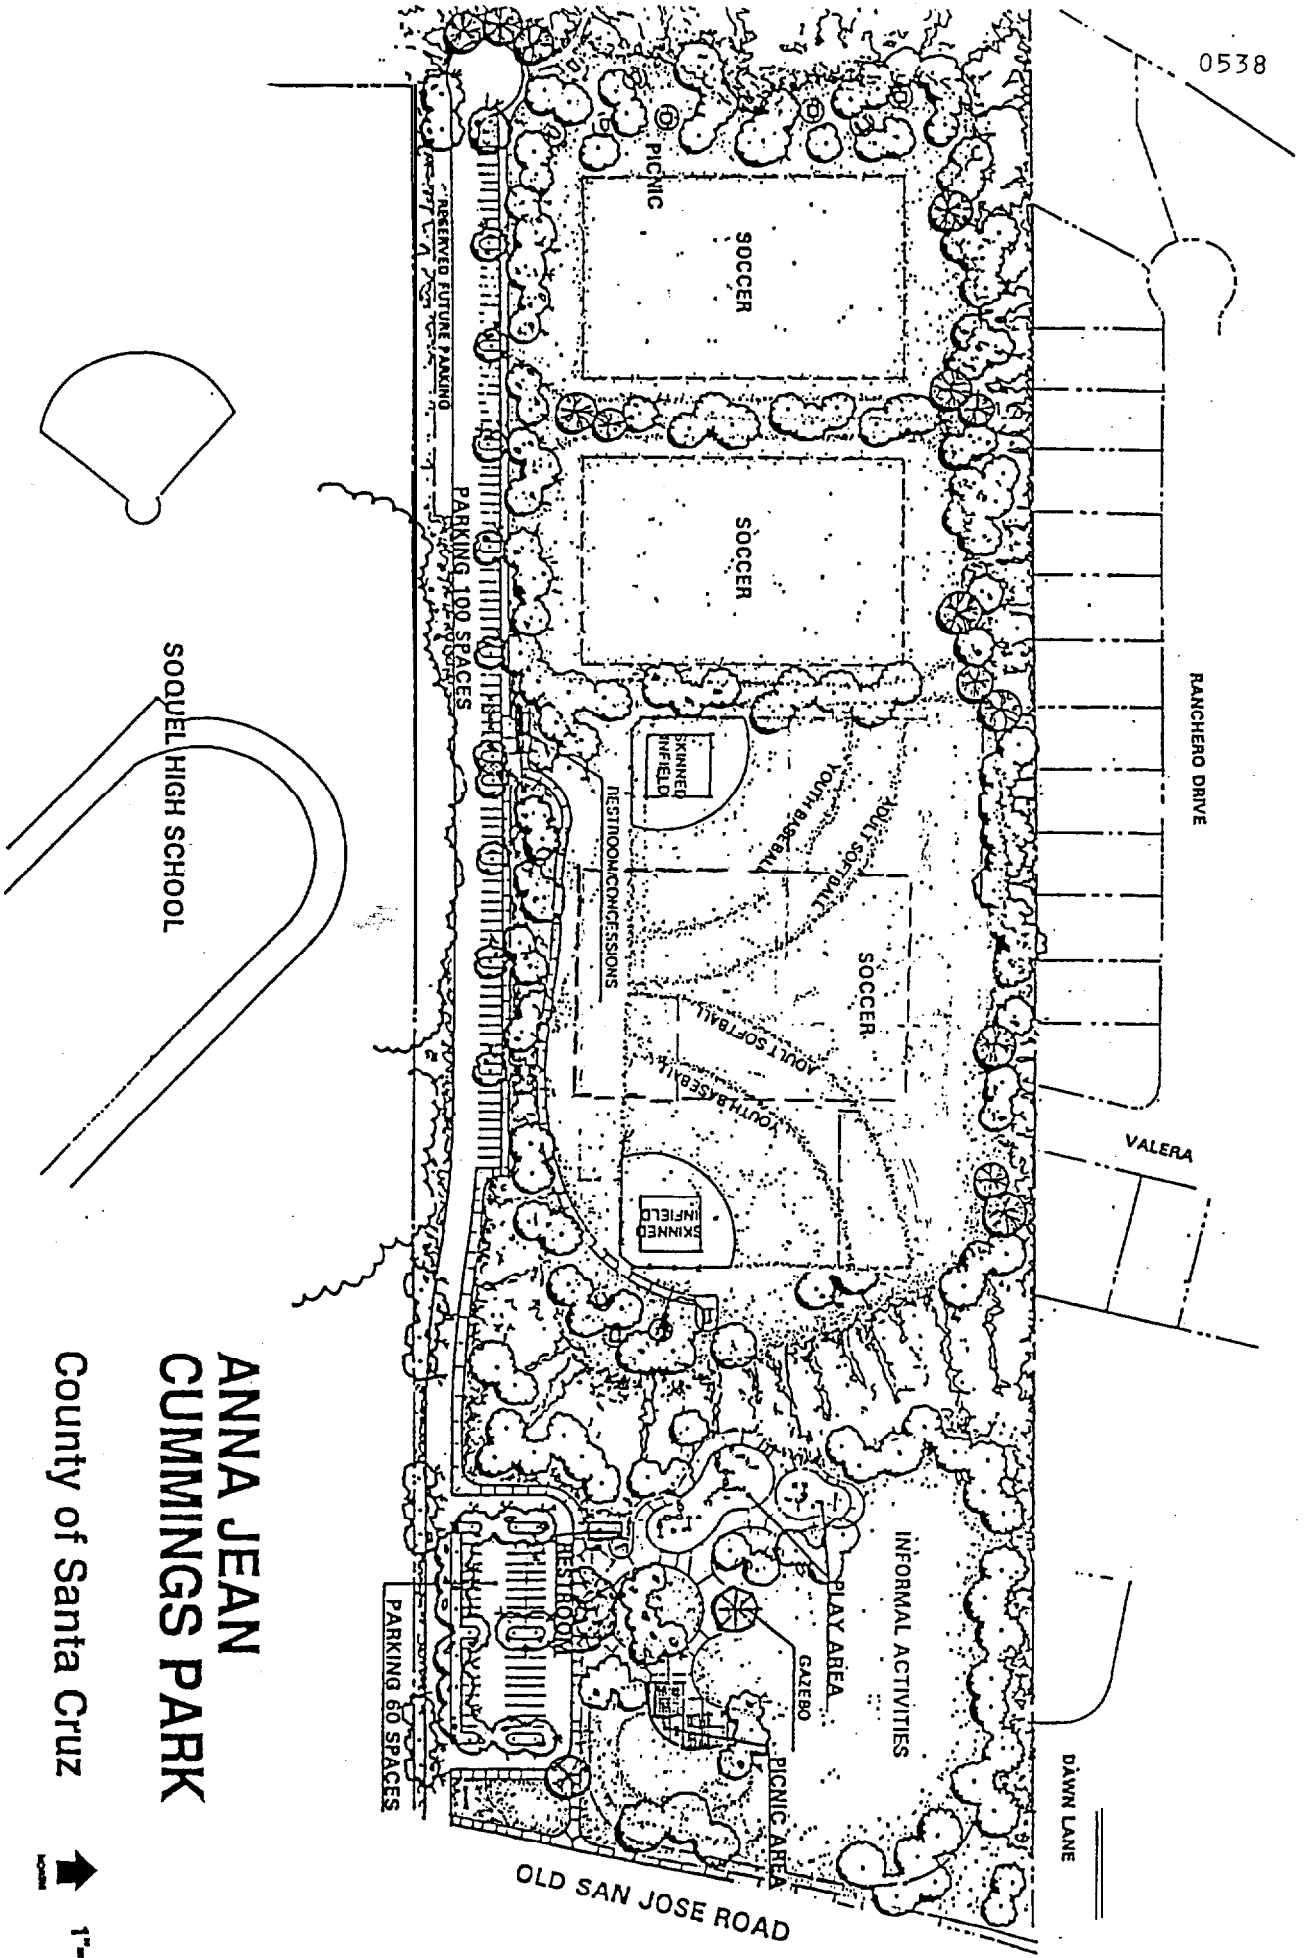 0538
PICNIC
SOCCER
RESERVED FUTURE PARKING
RANCHERO DRIVE
SOCCER
PARKING 100 SPACES
SOQUEL HIGH SCHOOL
SKINNED
INFIELD
YOUTH BASEBALL
ADULT SOFTBALL
RESTROOM/CONCESSIONS
SOCCER
ADULT SOFTBALL
YOUTH BASEBALL
SKINNED
INFIELD
VALERA
INFORMAL ACTIVITIES
PLAY AREA
GAZEBO
RESTROOM
PICNIC AREA
PARKING 60 SPACES
DAWN LANE
OLD SAN JOSE ROAD
ANNA JEAN
CUMMINGS PARK
County of Santa Cruz
1"=